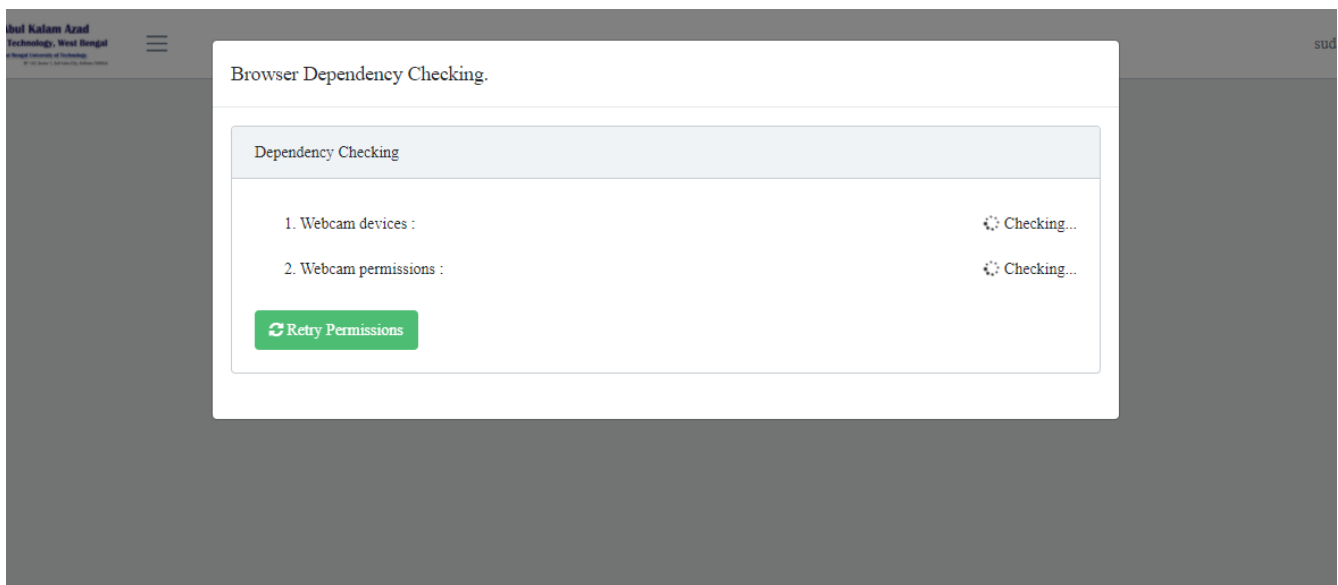 bul Kalam Azad
Technology, West Bengal
sud
Browser Dependency Checking.
Dependency Checking
1. Webcam devices :
Checking...
2. Webcam permissions :
Checking...
Retry Permissions